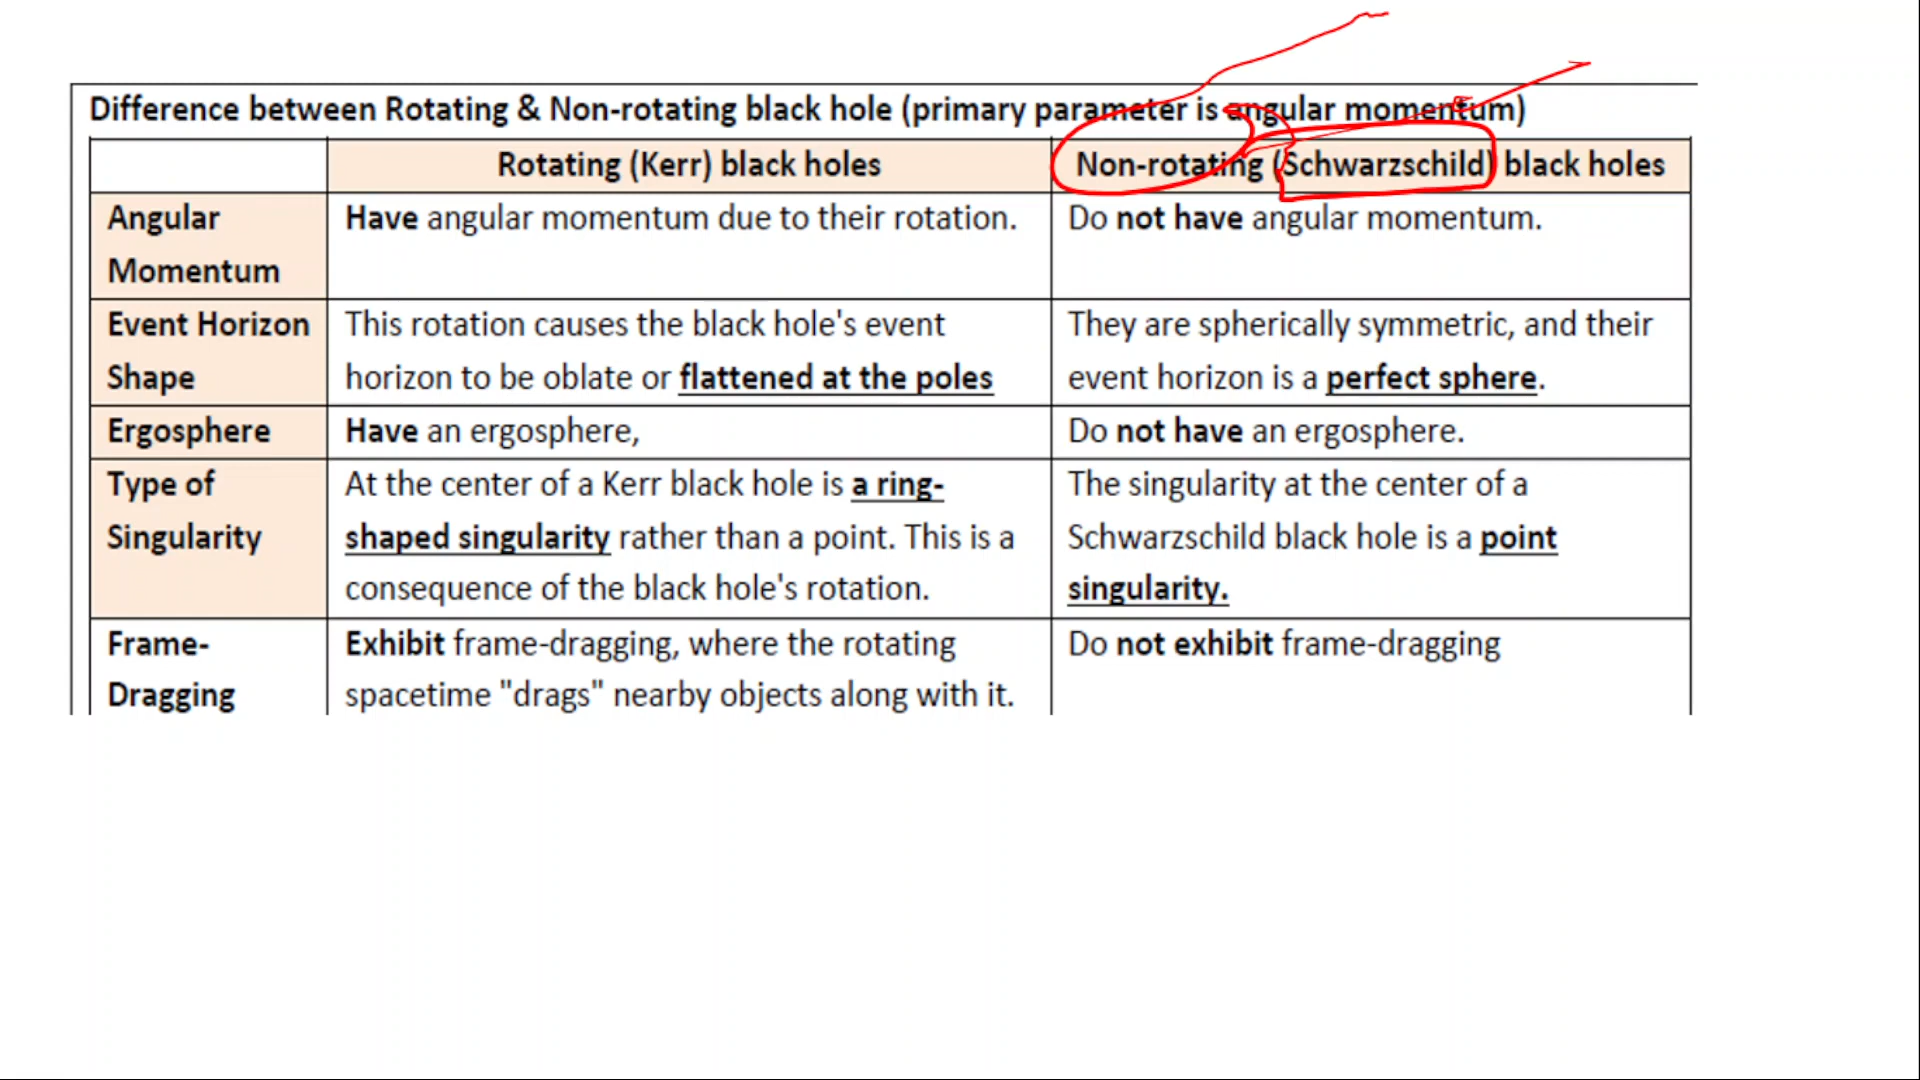 Difference between Rotating & Non-rotating black hole (primary parameter is angular momentum)
Rotating (Kerr) black holes
Non-rotating (Schwarzschild) black holes
Angular
Momentum
Have angular momentum due to their rotation.
Do not have angular momentum.
Event Horizon
Shape
This rotation causes the black hole's event
horizon to be oblate or flattened at the poles
They are spherically symmetric, and their
event horizon is a perfect sphere.
Ergosphere
Have an ergosphere,
Do not have an ergosphere.
Type of
Singularity
At the center of a Kerr black hole is a ring-
shaped singularity rather than a point. This is a
consequence of the black hole's rotation.
The singularity at the center of a
Schwarzschild black hole is a point
singularity.
Frame-
Dragging
Exhibit frame-dragging, where the rotating
spacetime "drags" nearby objects along with it.
Do not exhibit frame-dragging